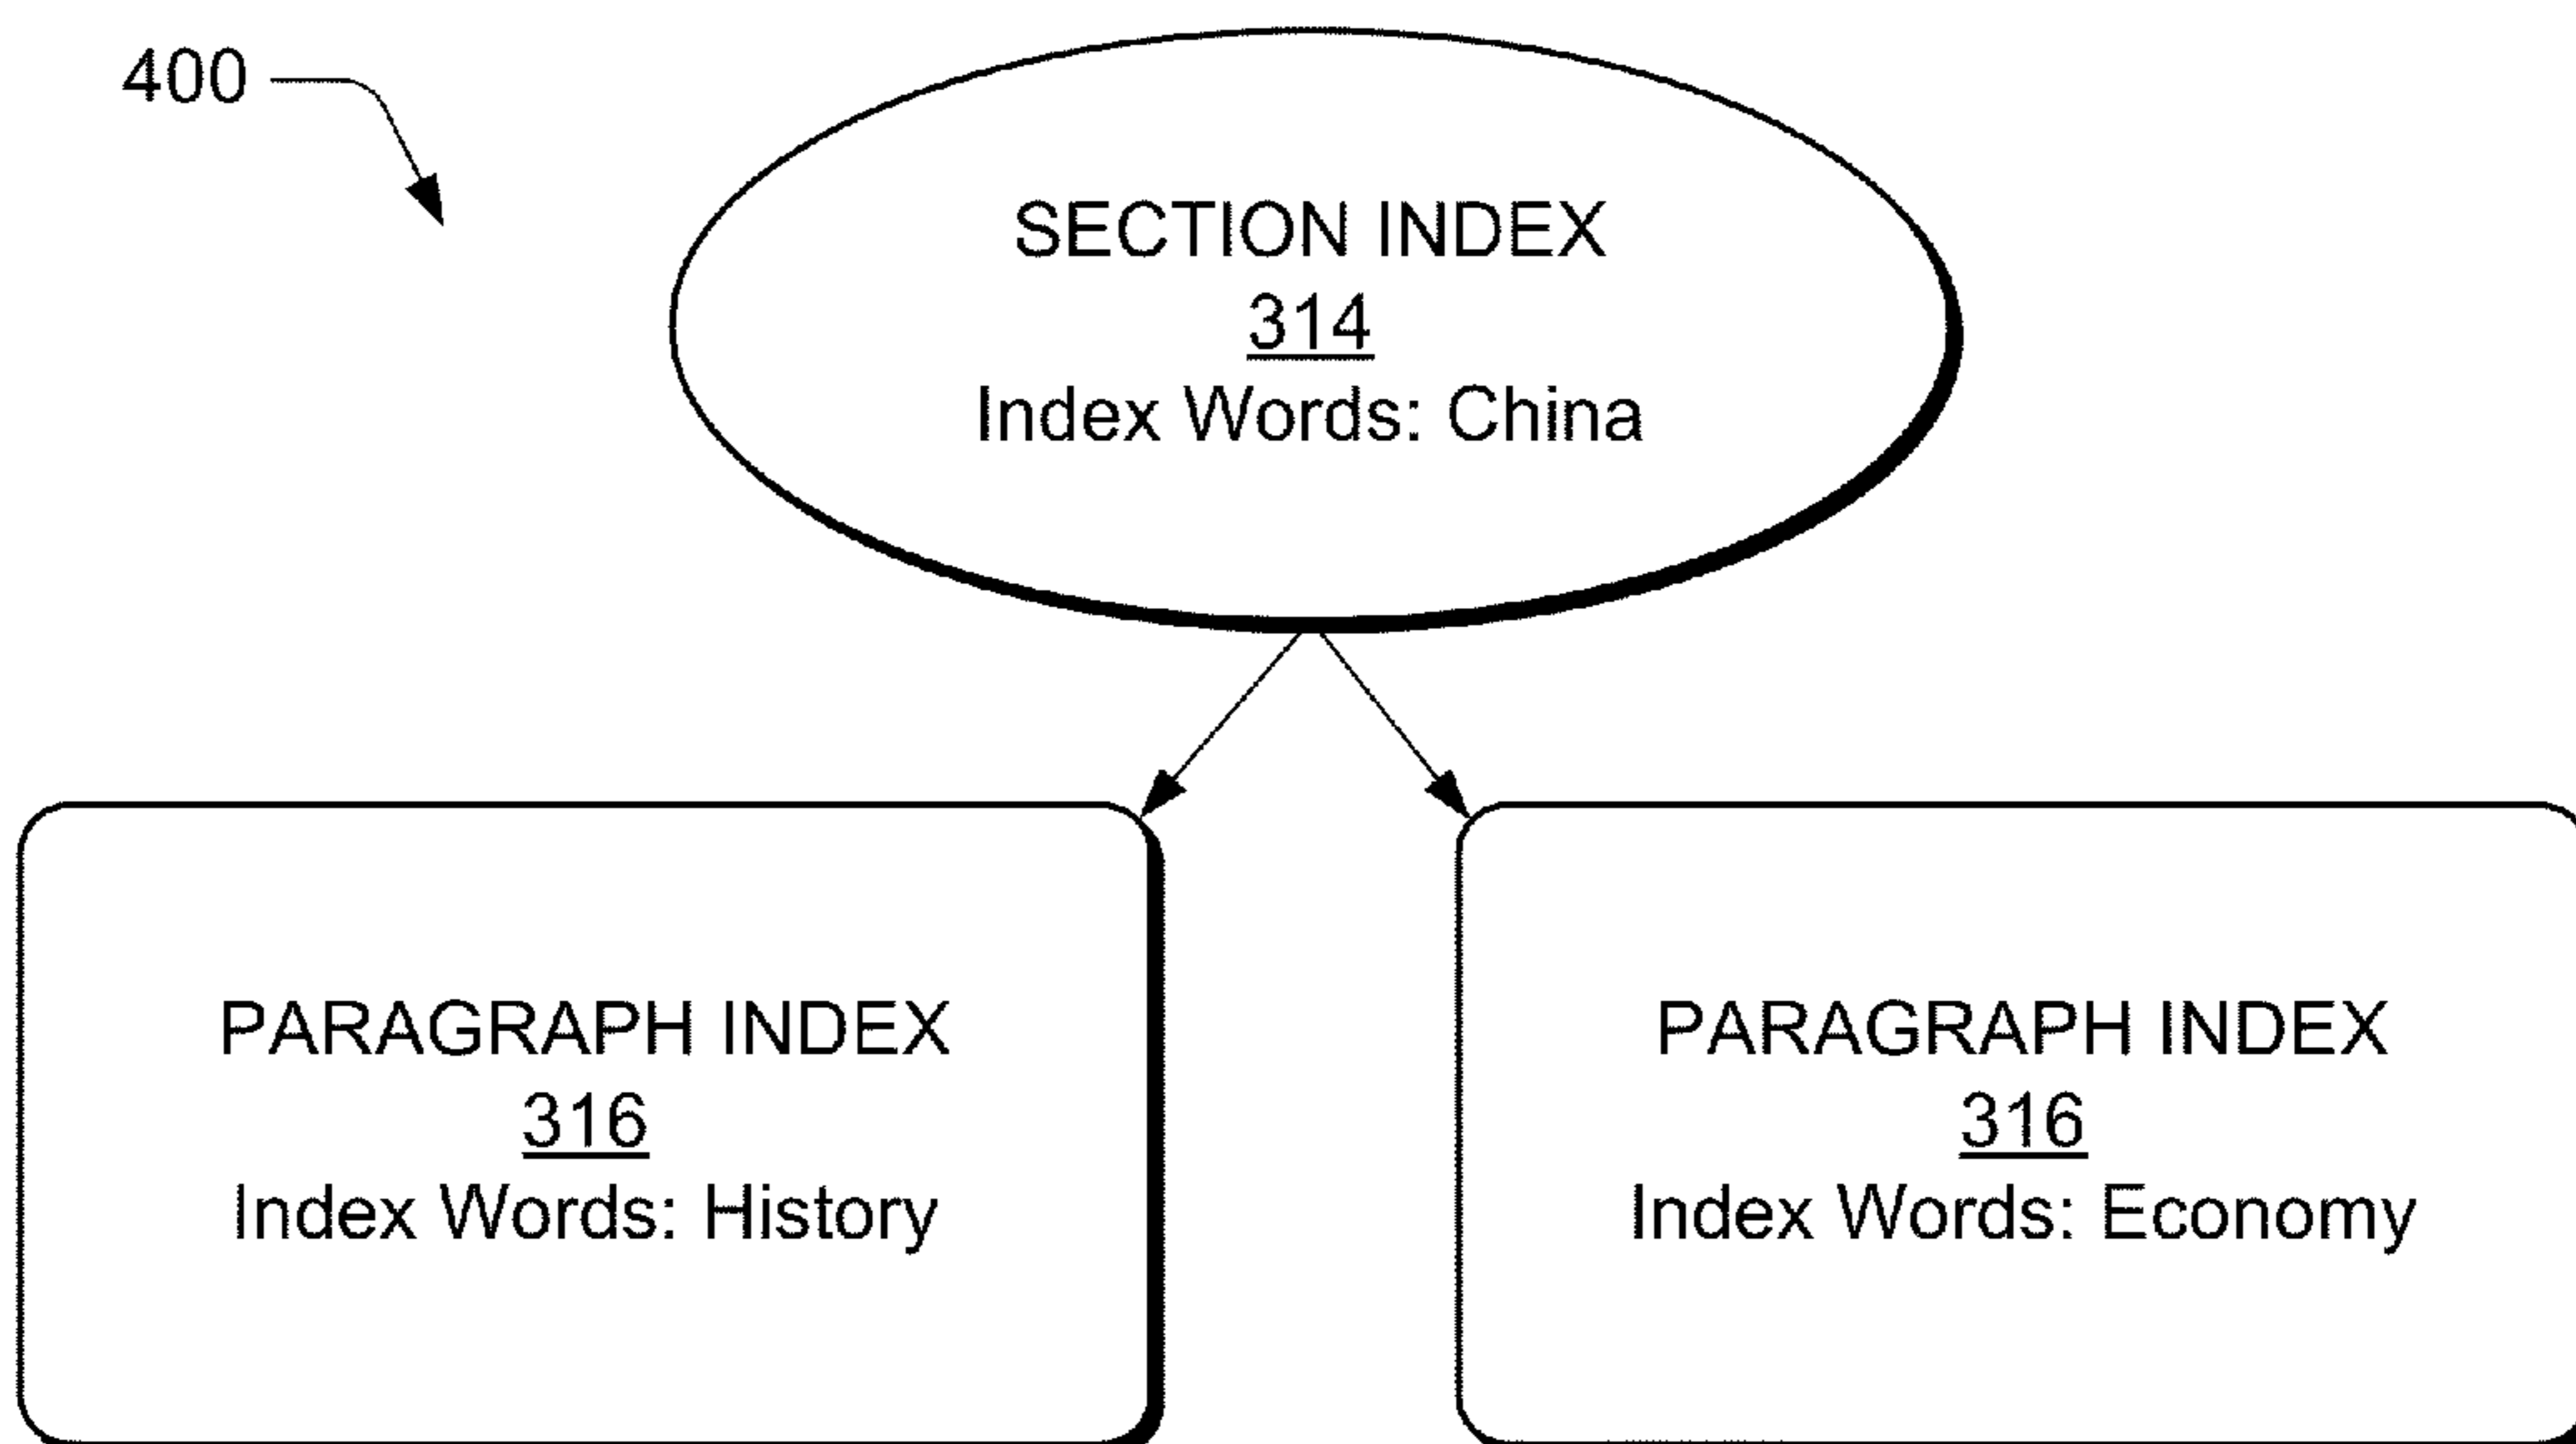 400
SECTION INDEX
314
Index Words: China
PARAGRAPH INDEX
316
Index Words: History
PARAGRAPH INDEX
316
Index Words: Economy